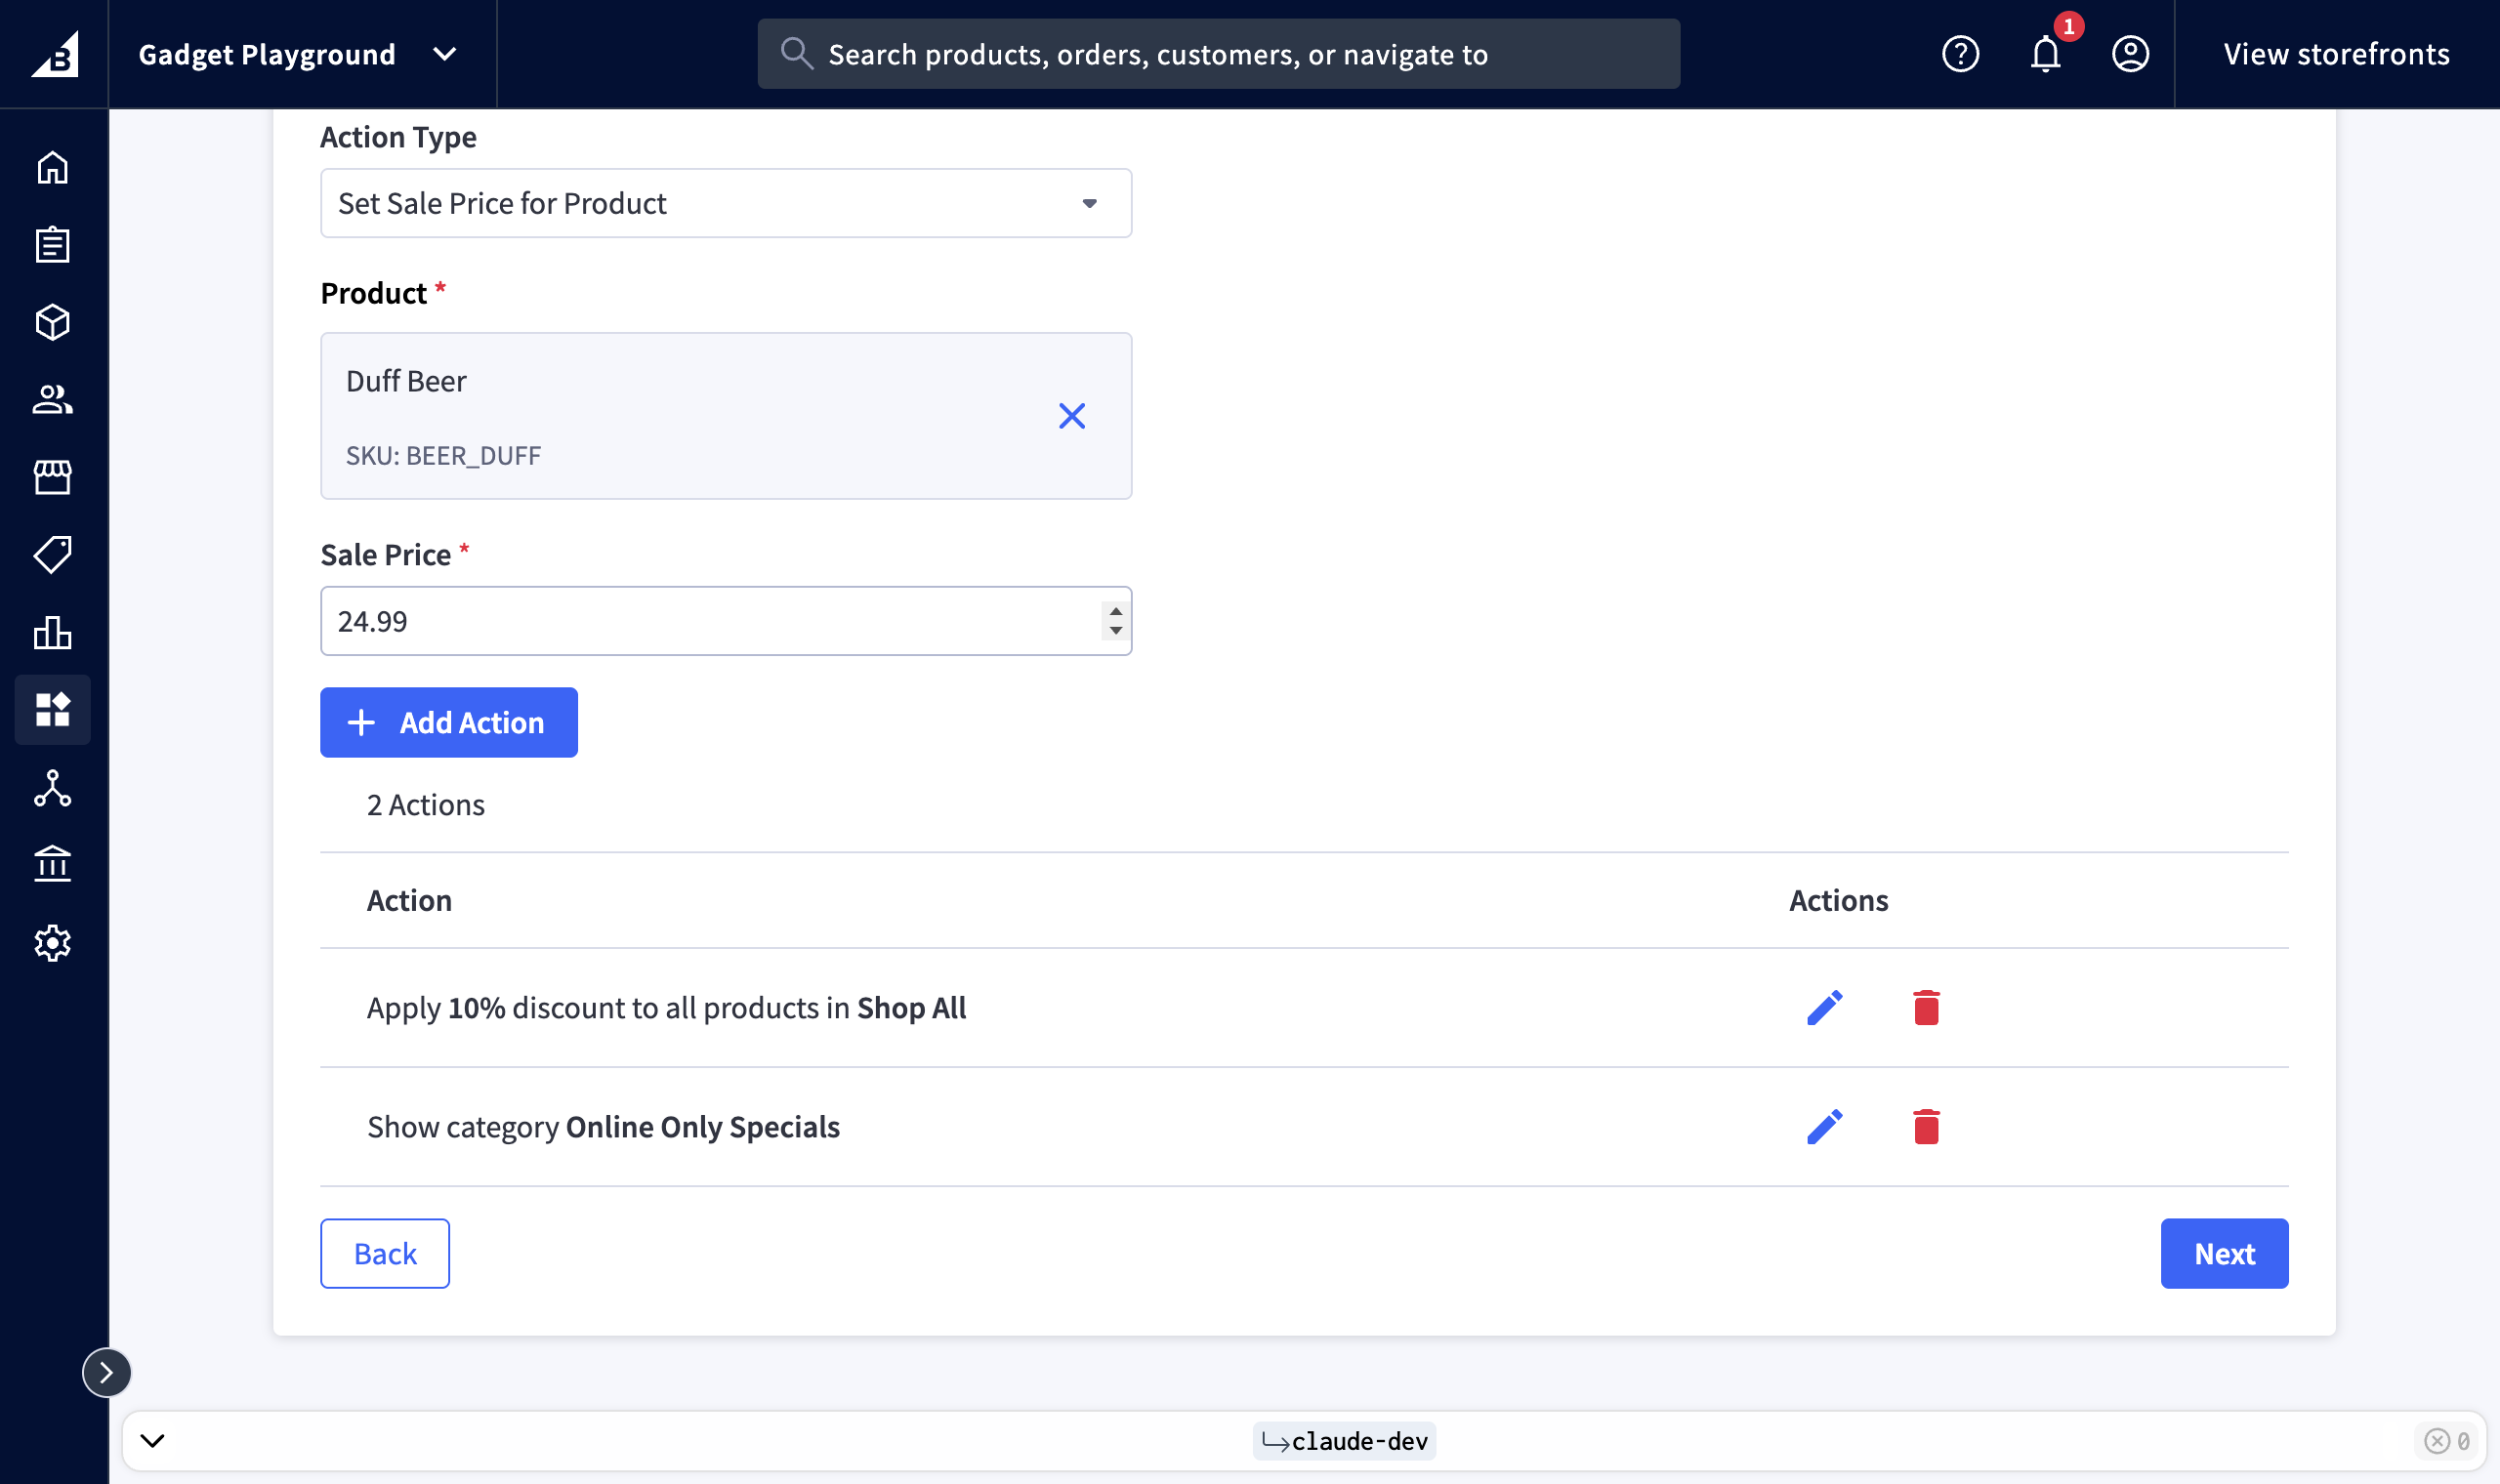 B
Gadget Playground
Search products, orders, customers, or navigate to
1
View storefronts
Action Type
Set Sale Price for Product
Product *
Duff Beer
SKU: BEER_DUFF
Sale Price *
24.99
Add Action
2 Actions
Action Actions
Apply 10% discount to all products in Shop All
Show category Online Only Specials
Back Next
claude-dev
0